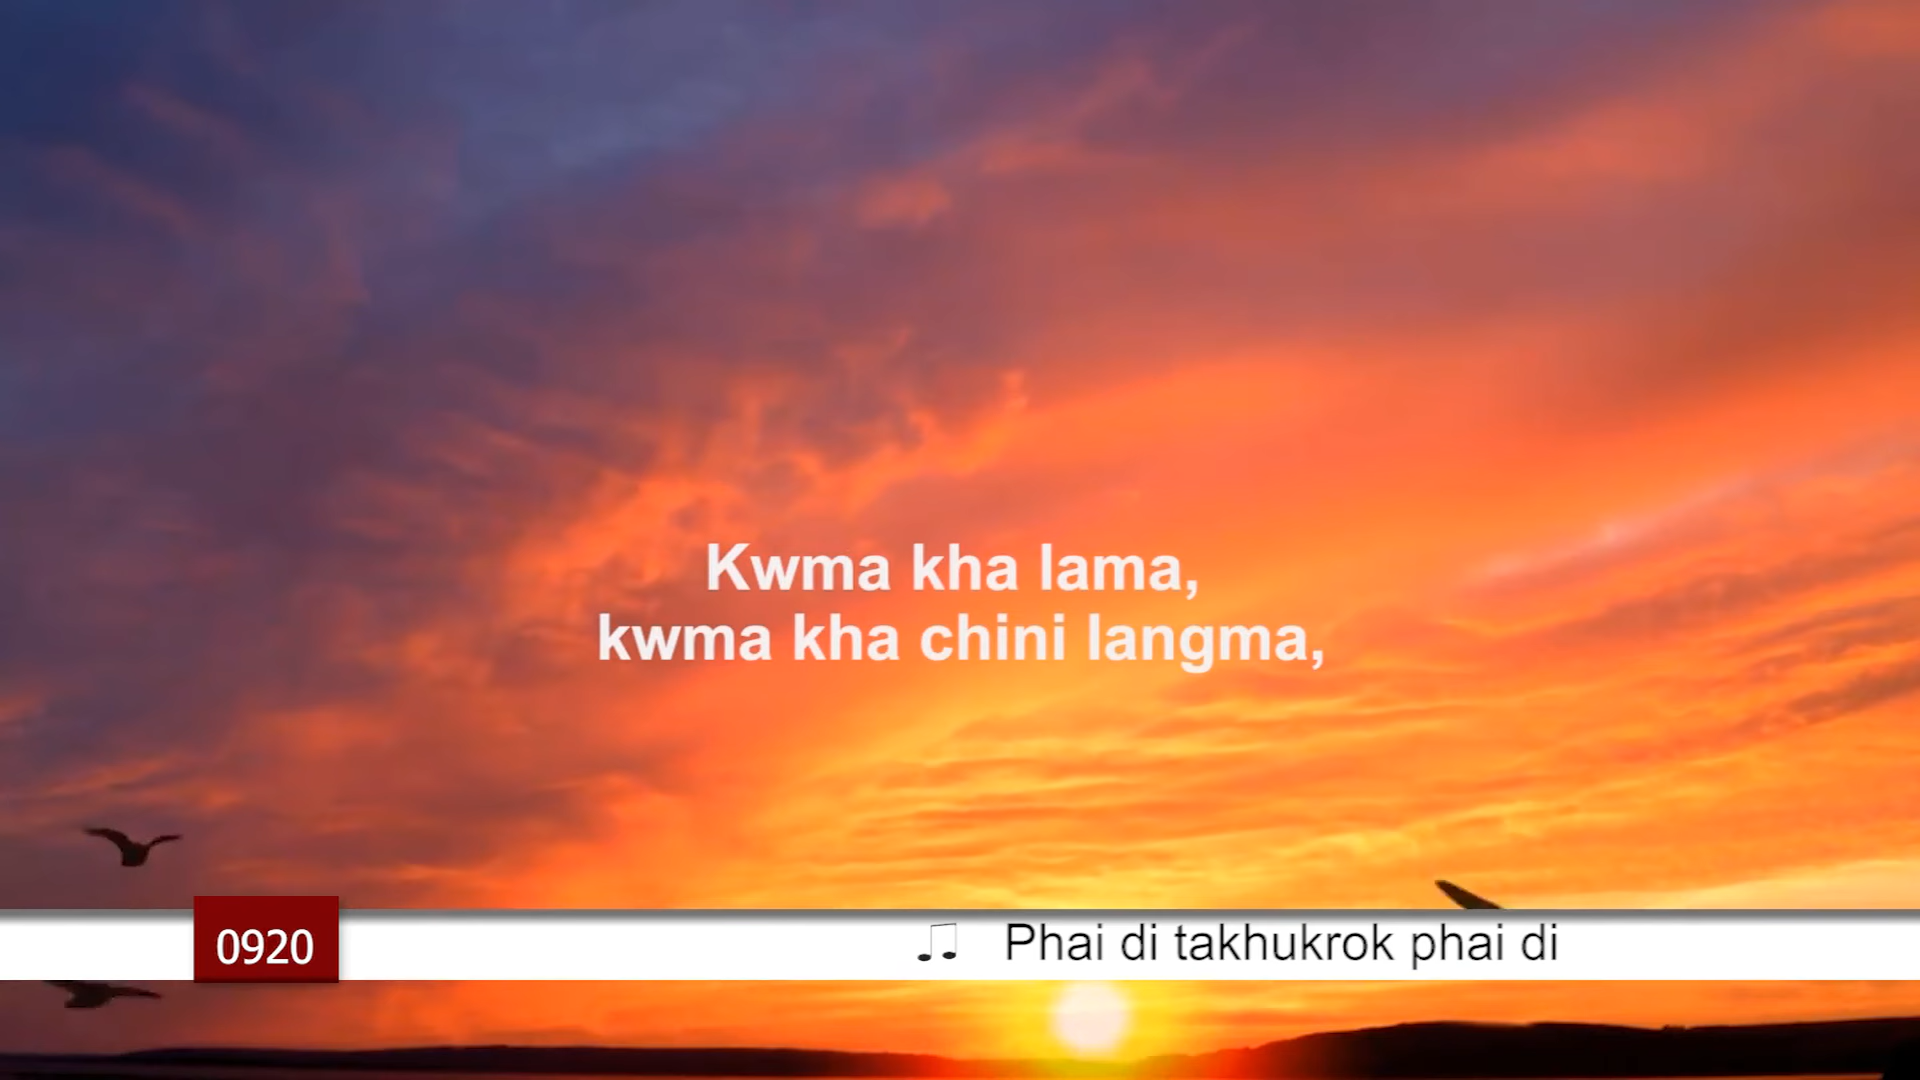 Kwma kha lama,
kwma kha chini langma,
0920
♫ Phai di takhukrok phai di